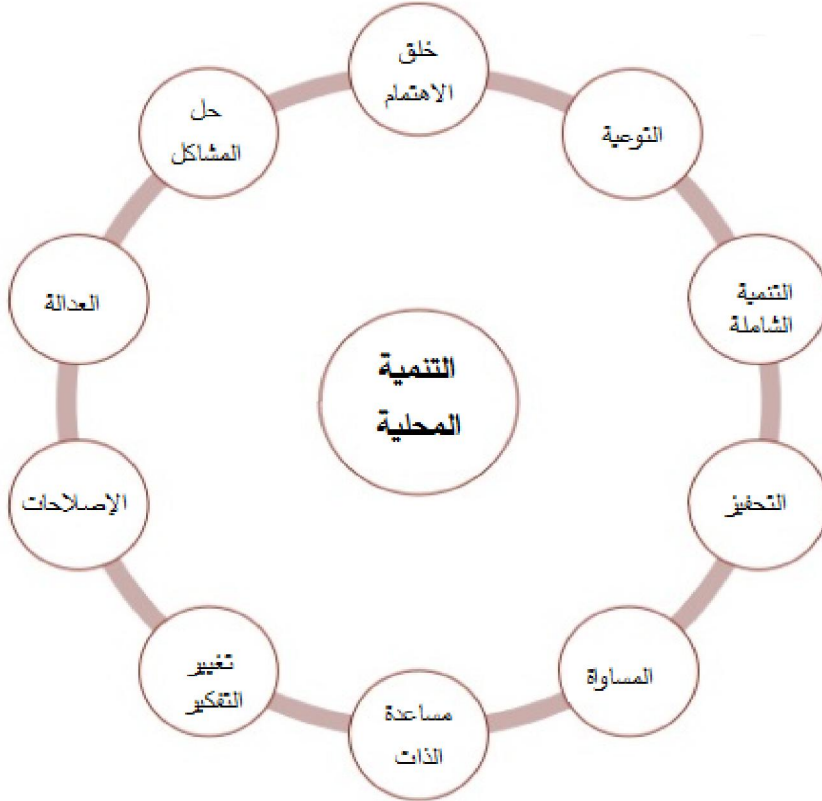 خلق
الاهتمام
التوعية
التنمية
الشاملة
التحفيز
المساواة
مساعدة
الذات
تغيير
التفكير
الإصلاحات
العدالة
حل
المشاكل
التنمية
المحلية